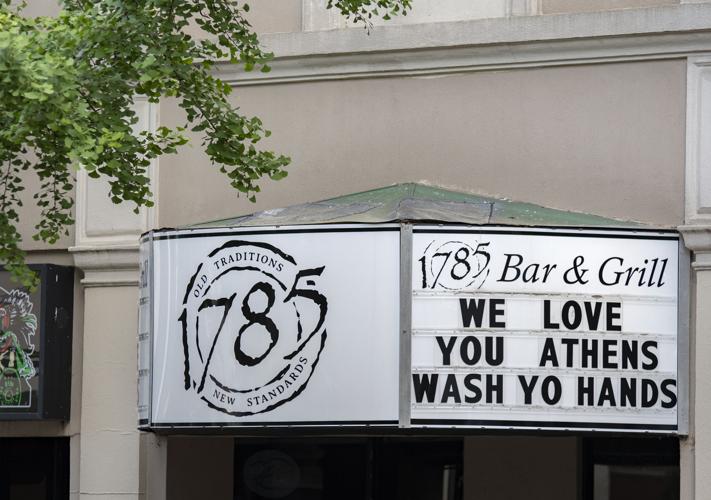 OLD TRADITIONS
1785
NEW STANDARDS
1785 Bar & Grill
WE LOVE
YOU ATHENS
WASH YO HANDS